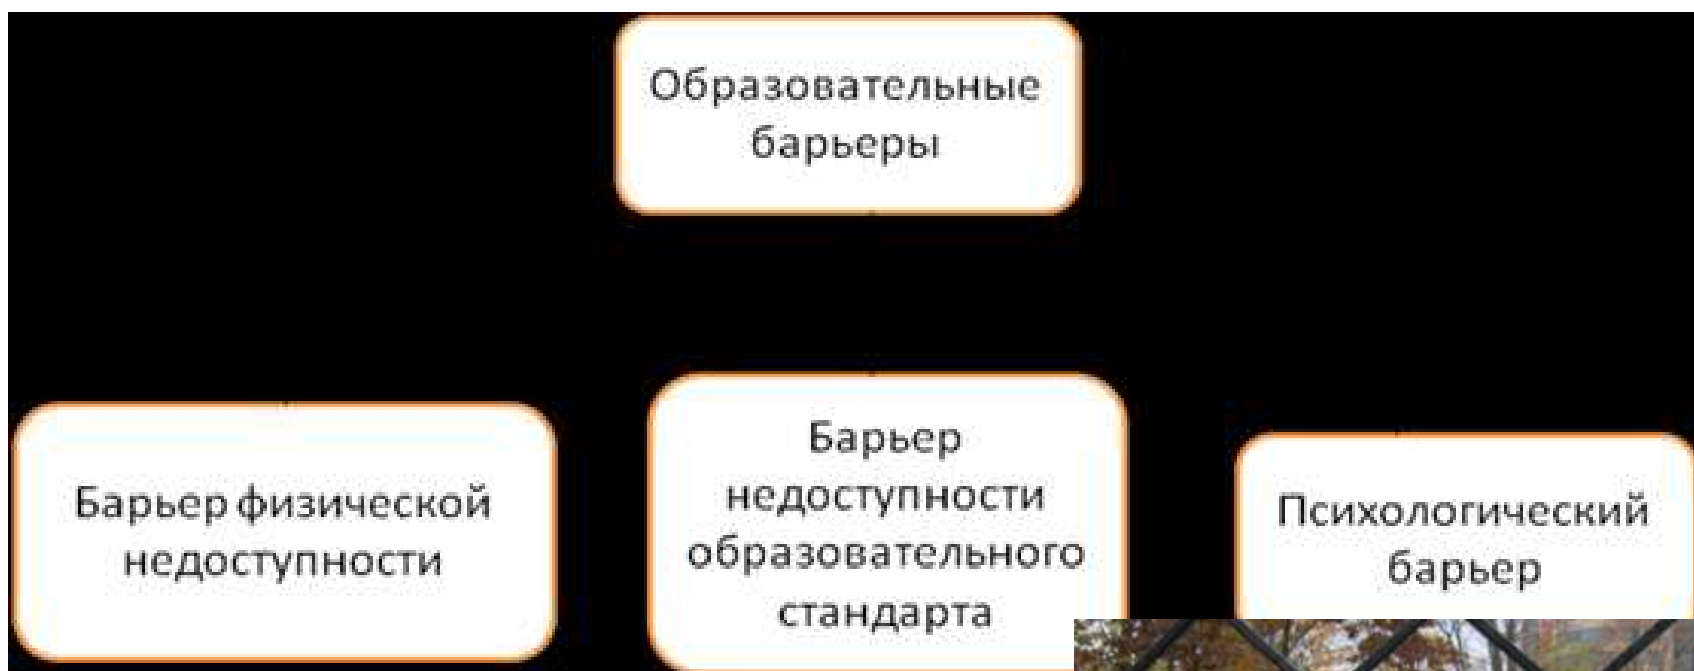 Образовательные
барьеры
Барьер физической
недоступности
Барьер
недоступности
образовательного
стандарта
Психологический
барьер